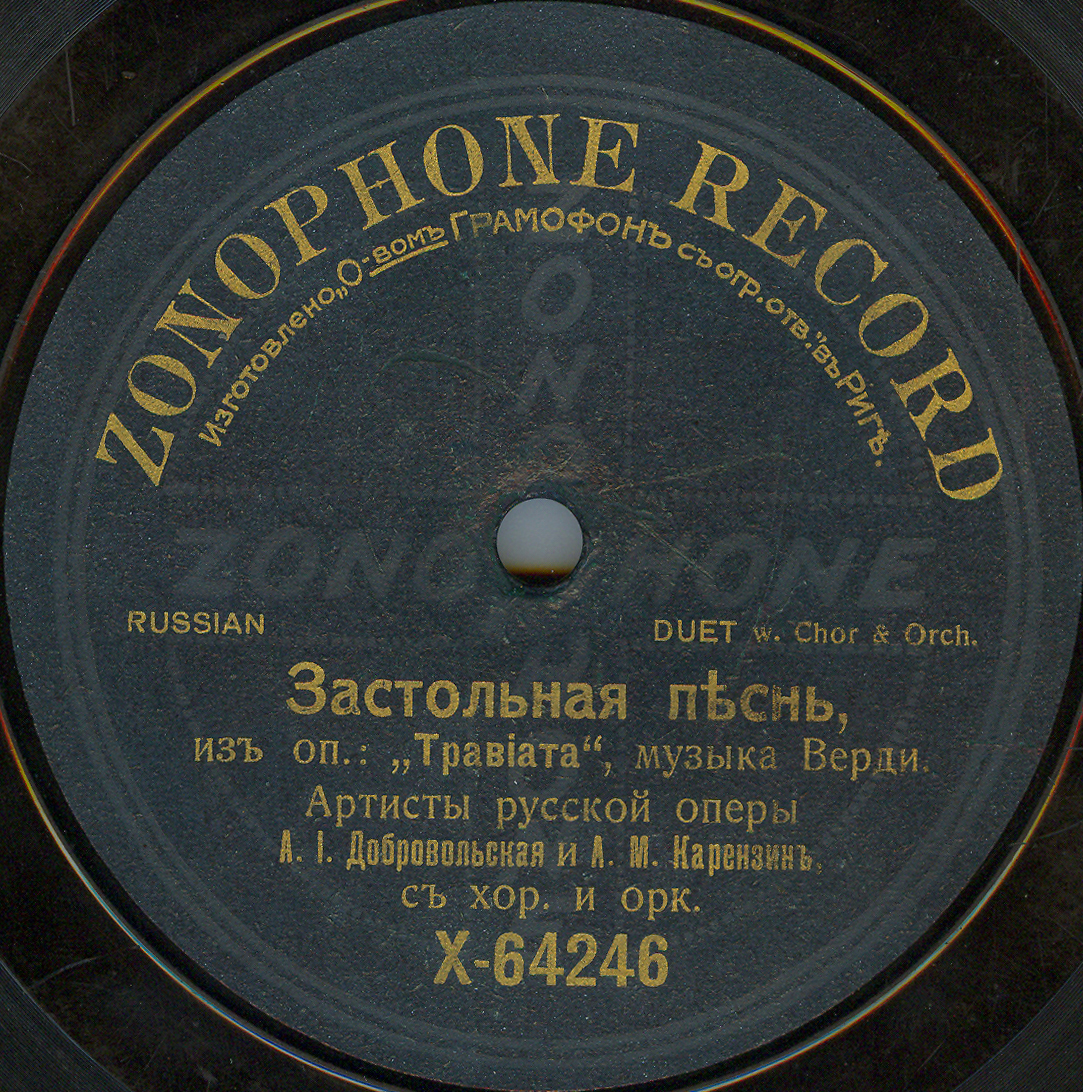 ZONOPHONE RECORD
Изготовлено „О-вомъ Грамофонъ съ огр. отв.“ въ Ригѣ.
ZONOPHONE
RUSSIAN
DUET w. Chor & Orch.
Застольная пѣснь,
изъ оп.: „Травіата“, музыка Верди.
Артисты русской оперы
А. І. Добровольская и А. М. Карензинъ,
съ хор. и орк.
X-64246